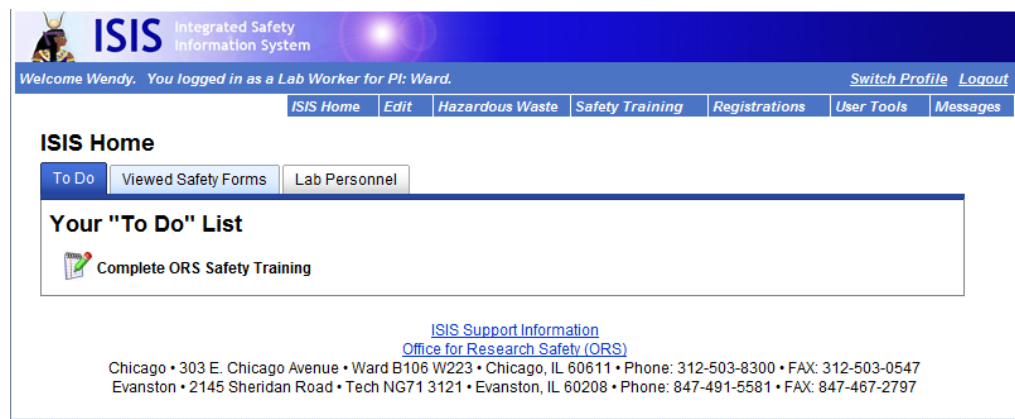 ISIS Integrated Safety
Information System
Welcome Wendy. You logged in as a Lab Worker for PI: Ward. Switch Profile Logout
ISIS Home Edit Hazardous Waste Safety Training Registrations User Tools Messages
ISIS Home
To Do Viewed Safety Forms Lab Personnel
Your "To Do" List
Complete ORS Safety Training
ISIS Support Information
Office for Research Safety (ORS)
Chicago • 303 E. Chicago Avenue • Ward B106 W223 • Chicago, IL 60611 • Phone: 312-503-8300 • FAX: 312-503-0547
Evanston • 2145 Sheridan Road • Tech NG71 3121 • Evanston, IL 60208 • Phone: 847-491-5581 • FAX: 847-467-2797